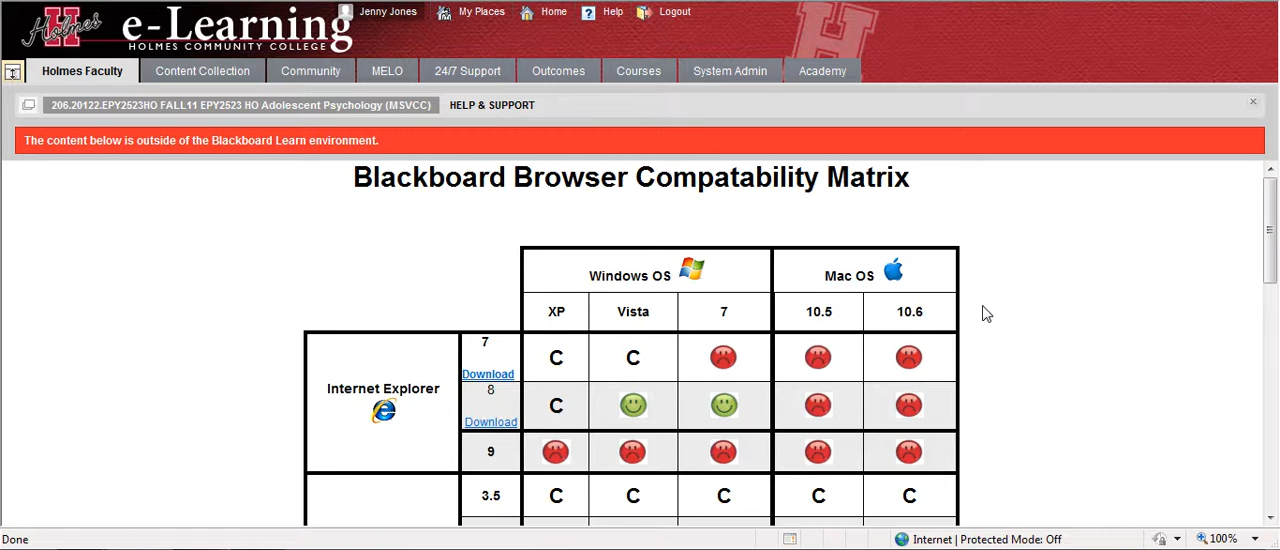 Holmes H e-Learning
HOLMES COMMUNITY COLLEGE
Jenny Jones My Places Home Help Logout
Holmes Faculty Content Collection Community MELO 24/7 Support Outcomes Courses System Admin Academy
206.20122.EPY2523HO FALL11 EPY2523 HO Adolescent Psychology (MSVCC) HELP & SUPPORT
The content below is outside of the Blackboard Learn environment.
Blackboard Browser Compatability Matrix
Windows OS Mac OS
XP Vista 7 10.5 10.6
Internet Explorer
7 C C
Download
8 C
Download
9
3.5 C C C C C
Done Internet | Protected Mode: Off 100%